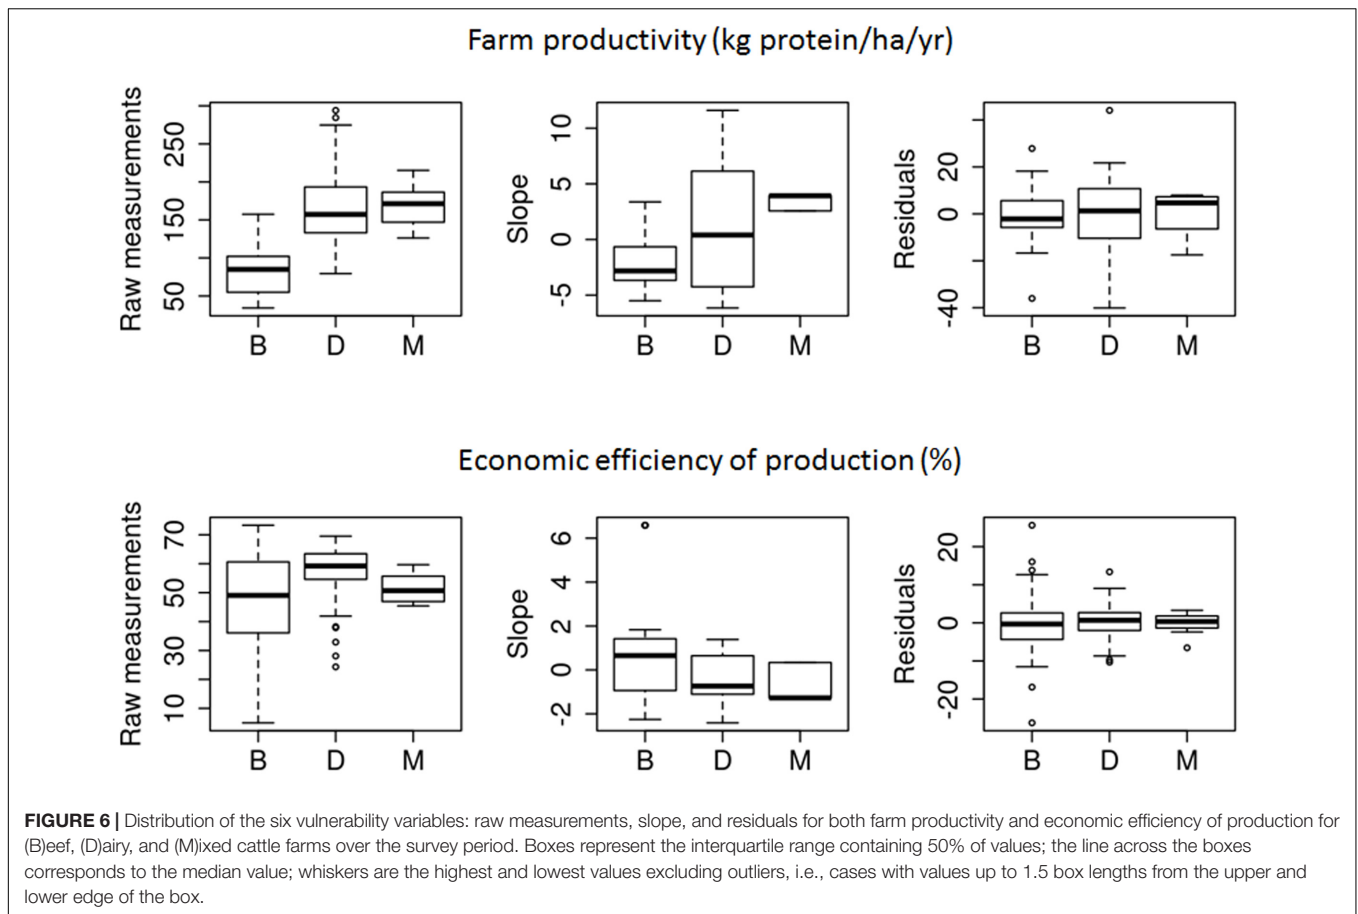 Farm productivity (kg protein/ha/yr)
Raw measurements
50
150
250
B D M
Slope
-5
0
5
10
B D M
Residuals
-40
0
20
B D M
Economic efficiency of production (%)
Raw measurements
10
30
50
70
B D M
Slope
-2
0
2
4
6
B D M
Residuals
-20
0
20
B D M
FIGURE 6 | Distribution of the six vulnerability variables: raw measurements, slope, and residuals for both farm productivity and economic efficiency of production for
(B)eef, (D)airy, and (M)ixed cattle farms over the survey period. Boxes represent the interquartile range containing 50% of values; the line across the boxes
corresponds to the median value; whiskers are the highest and lowest values excluding outliers, i.e., cases with values up to 1.5 box lengths from the upper and
lower edge of the box.